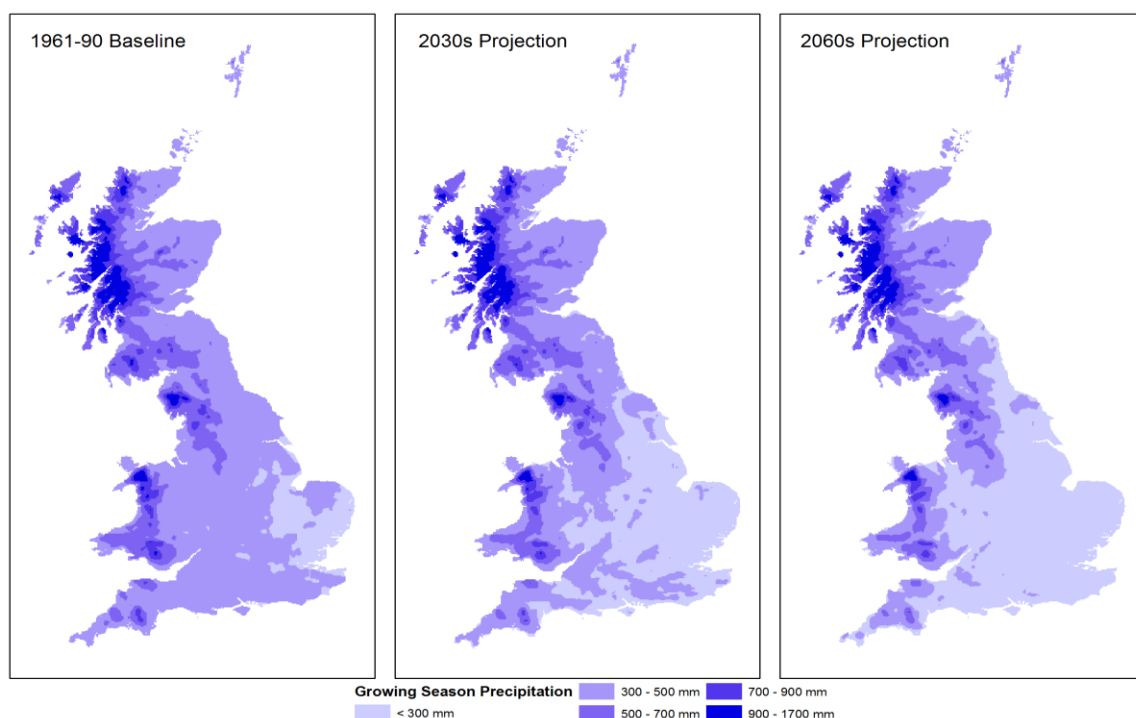 1961-90 Baseline
2030s Projection
2060s Projection
Growing Season Precipitation
< 300 mm
300 - 500 mm
500 - 700 mm
700 - 900 mm
900 - 1700 mm